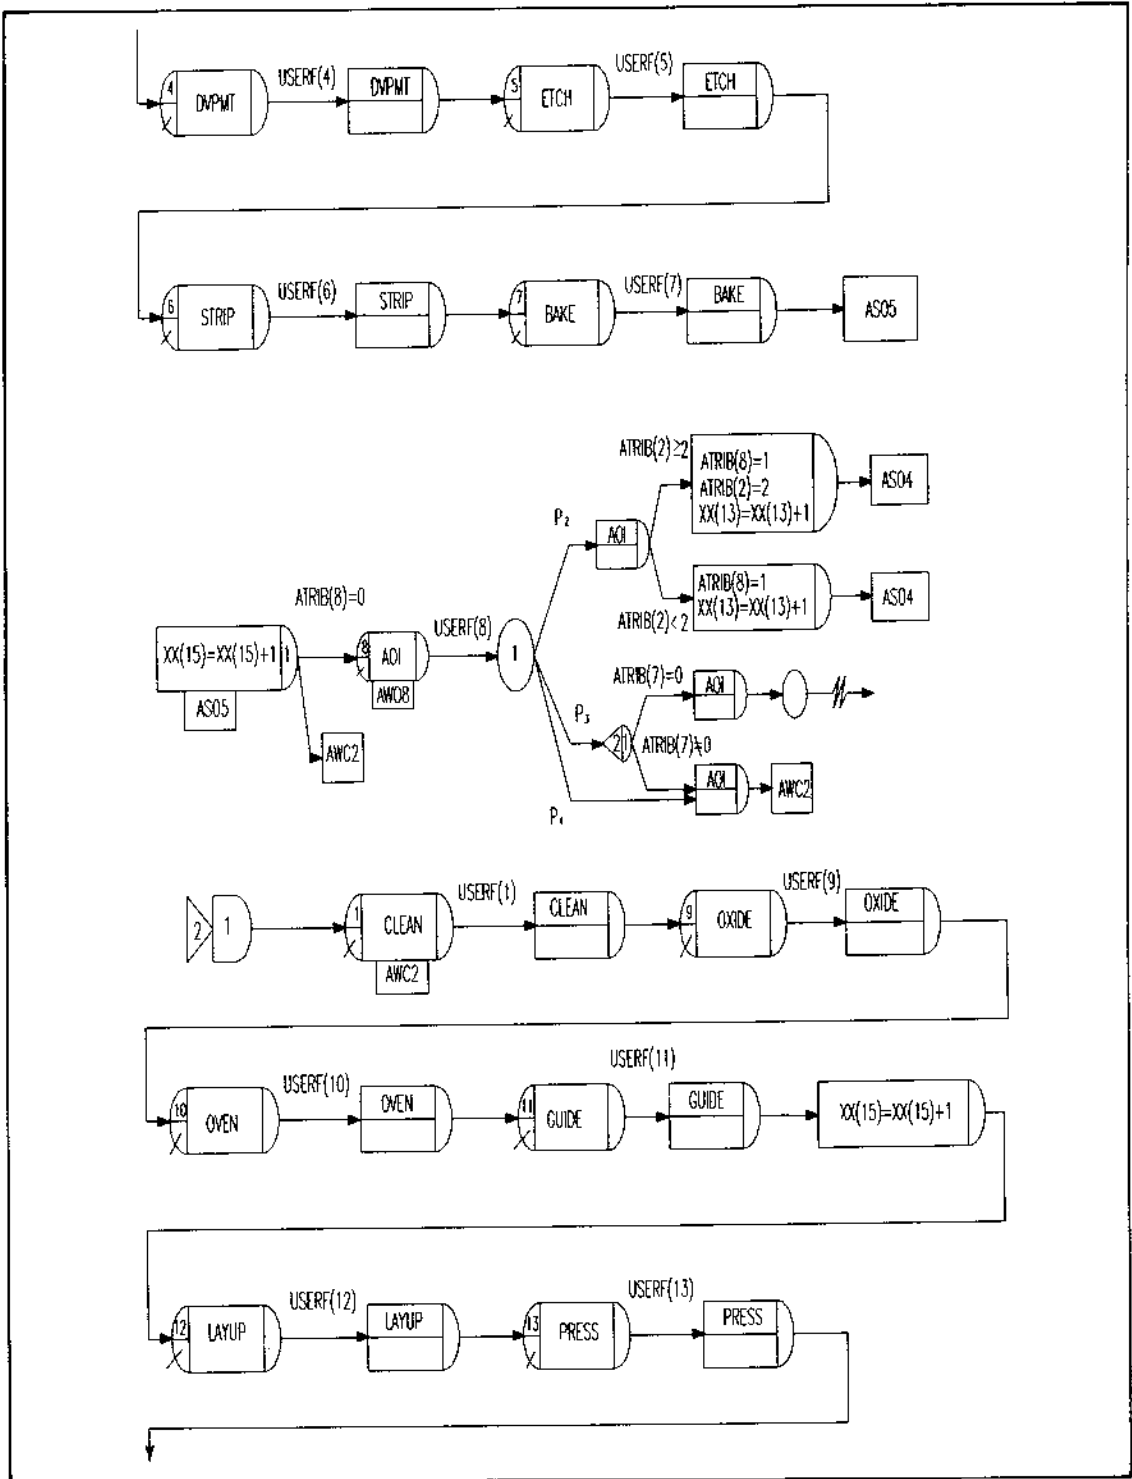 USERF(4)
USERF(5)
4 DVPMT
DVPMT
5 ETCH
ETCH
USERF(6)
USERF(7)
6 STRIP
STRIP
7 BAKE
BAKE
AS05
ATRIB(2)≥2
ATRIB(8)=1
ATRIB(2)=2
XX(13)=XX(13)+1
AS04
P2
AOI
ATRIB(8)=1
XX(13)=XX(13)+1
AS04
ATRIB(2)<2
ATRIB(8)=0
USERF(8)
XX(15)=XX(15)+1 1
8 AOI
1
AWO8
AS05
ATRIB(7)=0
AOI
P3
2 1
ATRIB(7)≠0
AWC2
AOI
AWC2
P4
USERF(1)
USERF(9)
2 1
1 CLEAN
CLEAN
9 OXIDE
OXIDE
AWC2
USERF(10)
USERF(11)
10 OVEN
OVEN
11 GUIDE
GUIDE
XX(15)=XX(15)+1
USERF(12)
USERF(13)
12 LAYUP
LAYUP
13 PRESS
PRESS